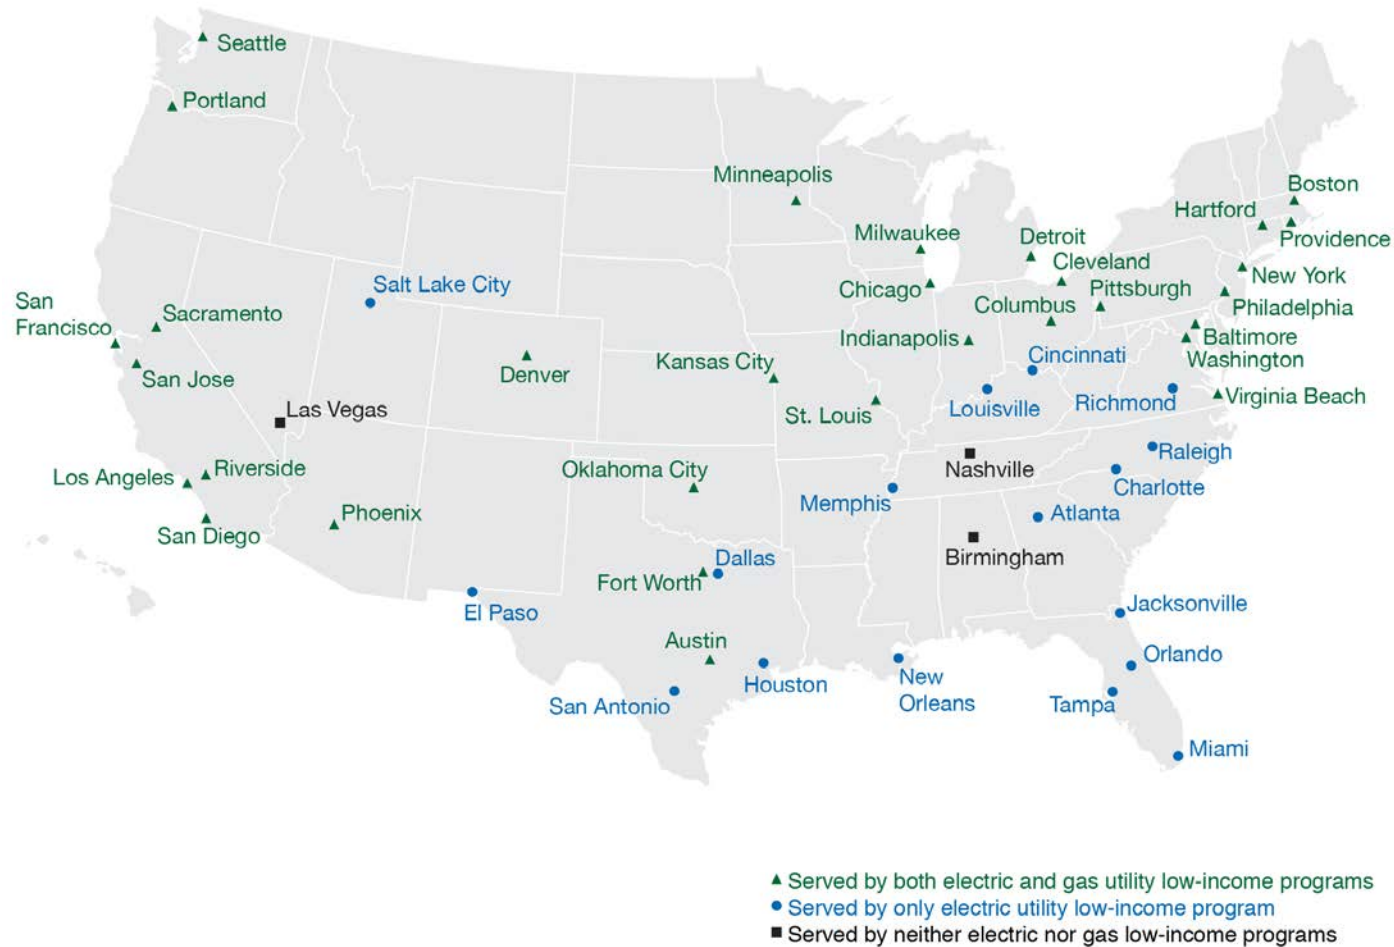 Seattle
Portland
Minneapolis
Boston
Hartford
Milwaukee
Detroit
Providence
Cleveland
New York
Salt Lake City
Chicago
Pittsburgh
San
Francisco
Sacramento
Columbus
Philadelphia
Indianapolis
Baltimore
Cincinnati
Washington
Kansas City
Denver
San Jose
Virginia Beach
Las Vegas
St. Louis
Louisville
Richmond
Raleigh
Los Angeles
Riverside
Oklahoma City
Nashville
Charlotte
Memphis
Phoenix
Atlanta
San Diego
Birmingham
Dallas
Fort Worth
El Paso
Jacksonville
Austin
Orlando
New
Orleans
Houston
San Antonio
Tampa
Miami
Served by both electric and gas utility low-income programs
Served by only electric utility low-income program
Served by neither electric nor gas low-income programs